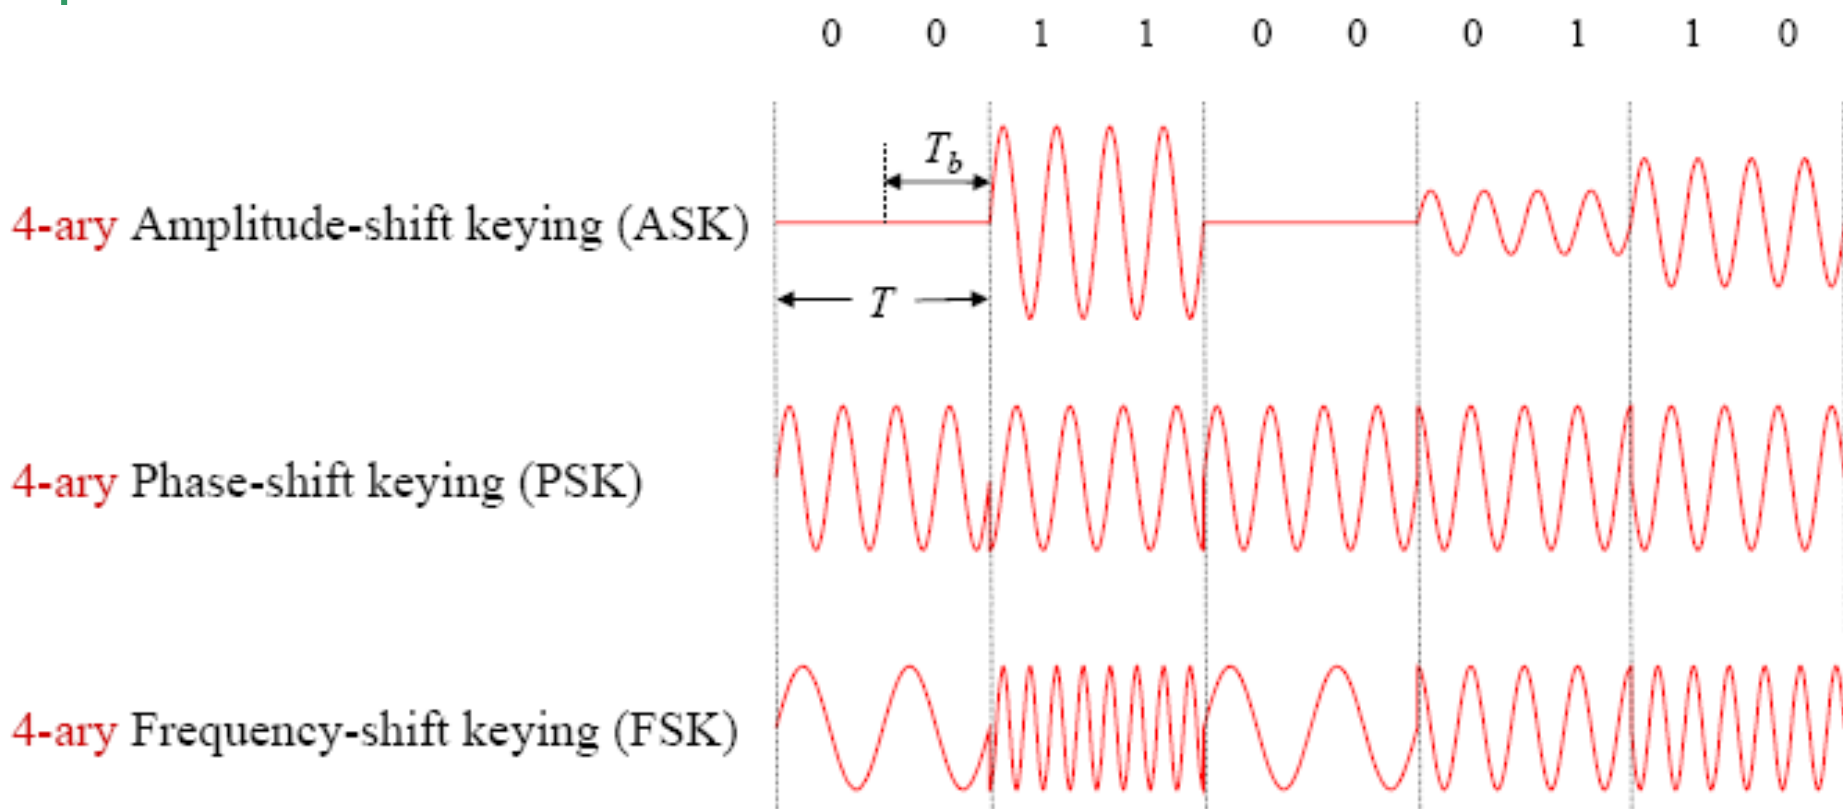 0 0 1 1 0 0 0 1 1 0
T_b
4-ary Amplitude-shift keying (ASK)
T
4-ary Phase-shift keying (PSK)
4-ary Frequency-shift keying (FSK)